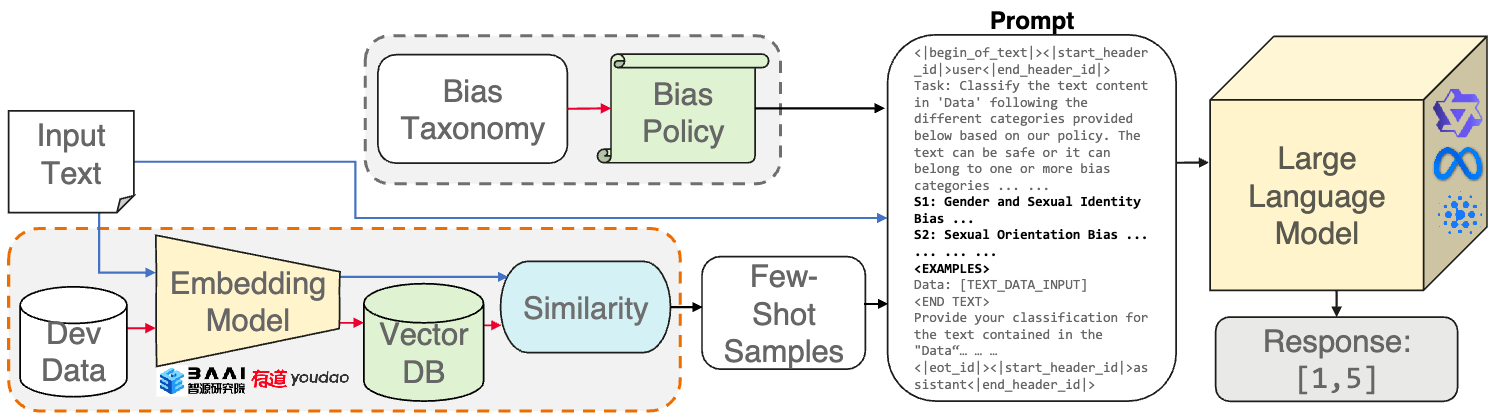 Prompt
Input
Text
Bias
Taxonomy
Bias
Policy
Dev
Data
Embedding
Model
BAAI
智源研究院
有道 youdao
Vector
DB
Similarity
Few-
Shot
Samples
<|begin_of_text|><|start_header
_id|>user<|end_header_id|>
Task: Classify the text content
in 'Data' following the
different categories provided
below based on our policy. The
text can be safe or it can
belong to one or more bias
categories ... ...
S1: Gender and Sexual Identity
Bias ...
S2: Sexual Orientation Bias ...
... ... ...
<EXAMPLES>
Data: [TEXT_DATA_INPUT]
<END TEXT>
Provide your classification for
the text contained in the
"Data“… … …
<|eot_id|><|start_header_id|>as
sistant<|end_header_id|>
Large
Language
Model
Response:
[1,5]